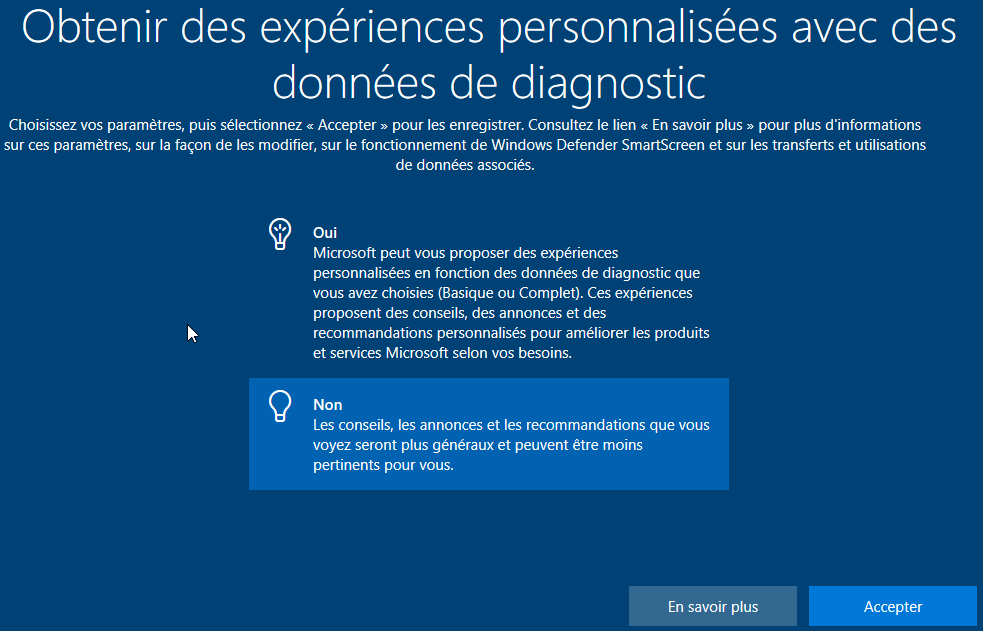 Obtenir des expériences personnalisées avec des
données de diagnostic
Choisissez vos paramètres, puis sélectionnez « Accepter » pour les enregistrer. Consultez le lien « En savoir plus » pour plus d'informations
sur ces paramètres, sur la façon de les modifier, sur le fonctionnement de Windows Defender SmartScreen et sur les transferts et utilisations
de données associés.
Oui
Microsoft peut vous proposer des expériences
personnalisées en fonction des données de diagnostic que
vous avez choisies (Basique ou Complet). Ces expériences
proposent des conseils, des annonces et des
recommandations personnalisés pour améliorer les produits
et services Microsoft selon vos besoins.
Non
Les conseils, les annonces et les recommandations que vous
voyez seront plus généraux et peuvent être moins
pertinents pour vous.
En savoir plus
Accepter